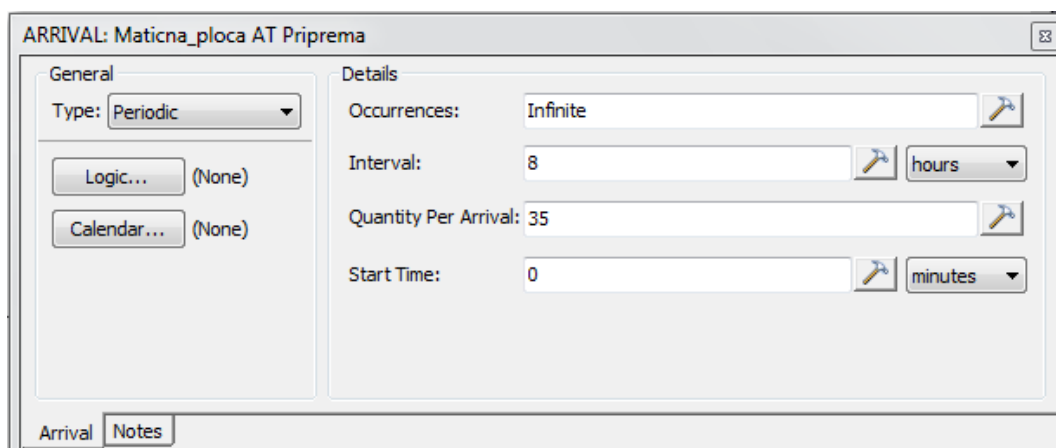 ARRIVAL: Maticna_ploca AT Priprema
General
Type: Periodic
Logic... (None)
Calendar... (None)
Details
Occurrences: Infinite
Interval: 8 hours
Quantity Per Arrival: 35
Start Time: 0 minutes
Arrival Notes